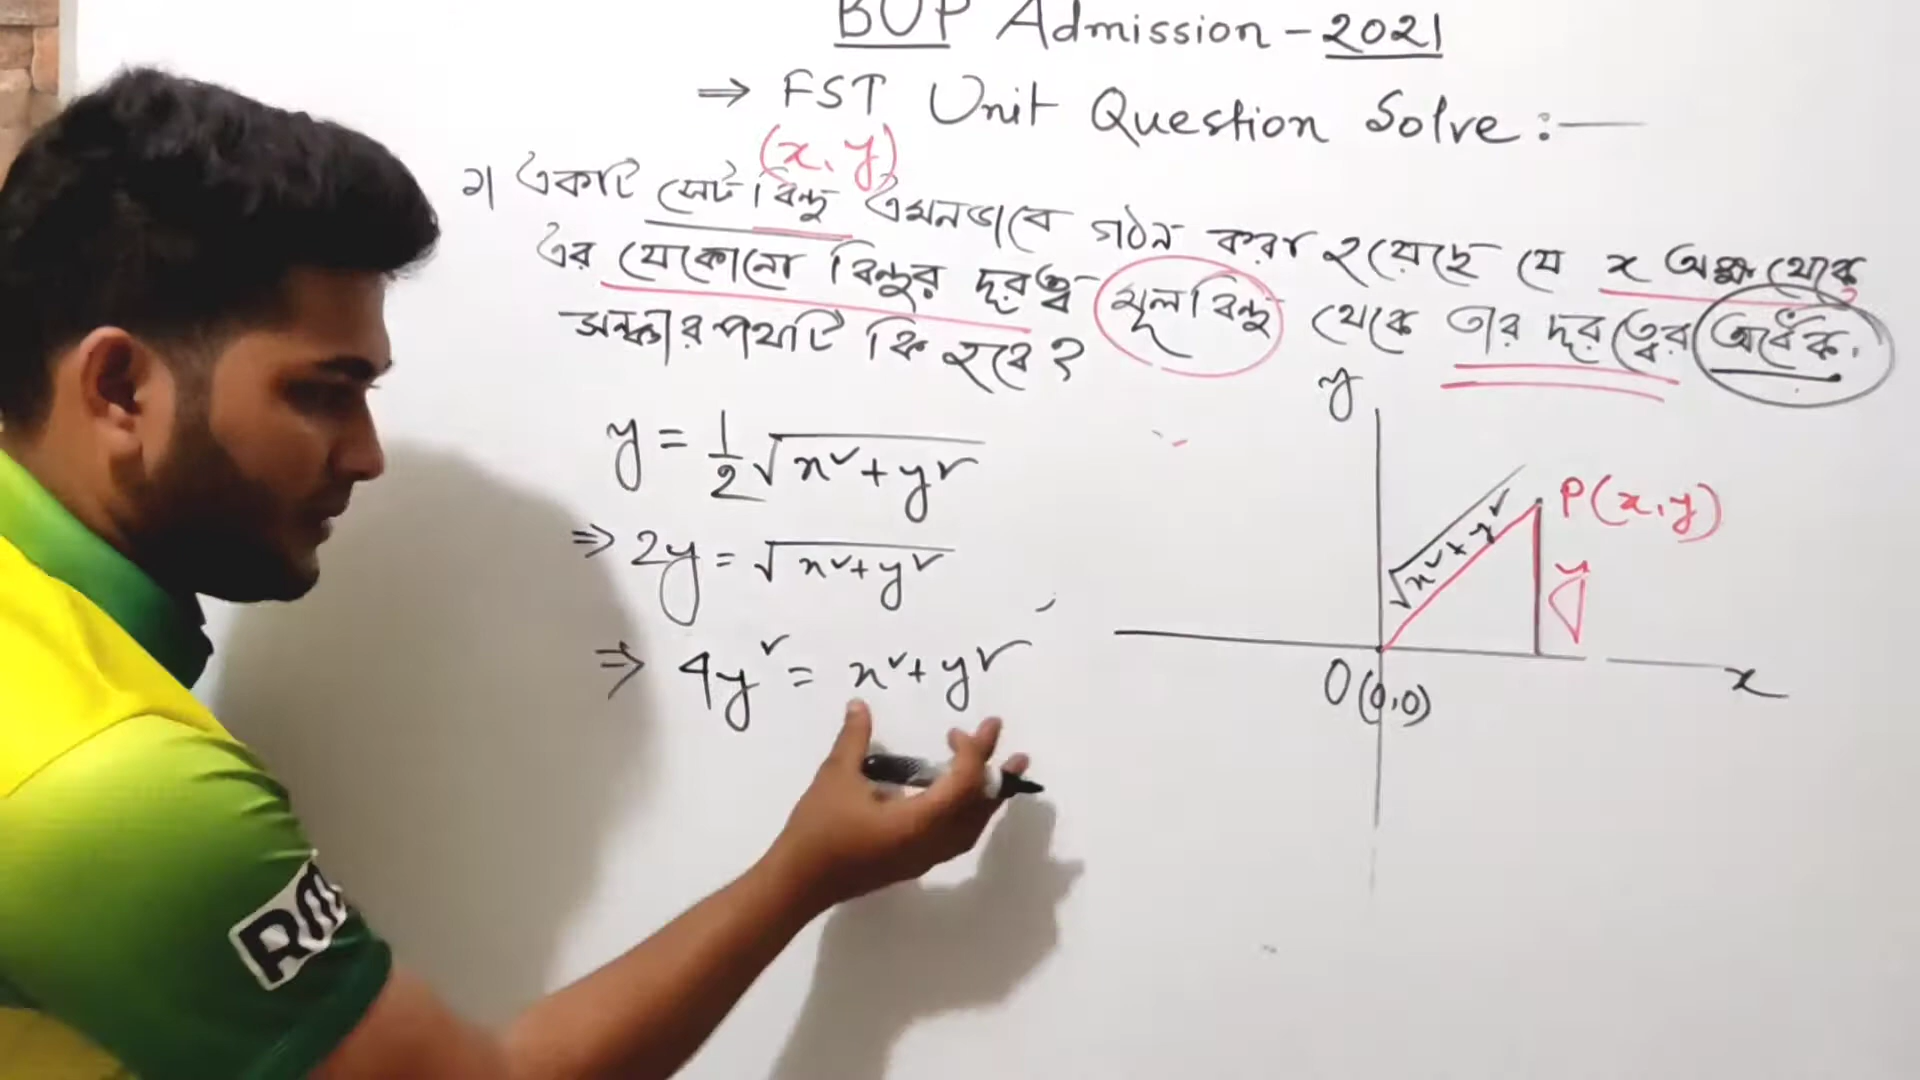 BUP Admission - 2021
⇒ FST Unit Question Solve :—
(x, y)
১। একটি সেট বিন্দু এমনভাবে গঠন করা হয়েছে যে x অক্ষ থেকে
এর যেকোনো বিন্দুর দূরত্ব মূলবিন্দু থেকে তার দূরত্বের অর্ধেক.
সঞ্চারপথটি কি হবে?
y = 1/2 √x²+y²
⇒ 2y = √x²+y²
⇒ 4y² = x²+y²
y
√x²+y²
P(x,y)
y
O(0,0)
x